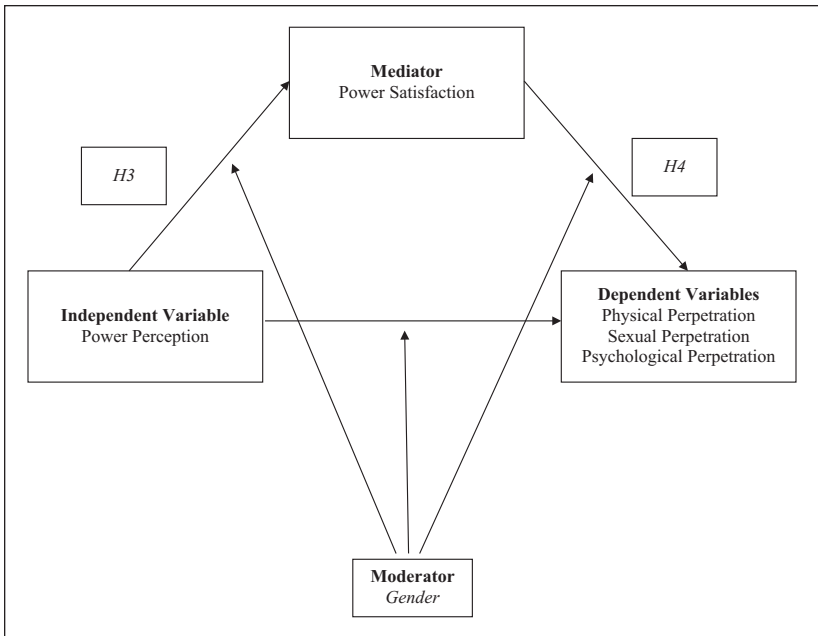 Mediator
Power Satisfaction
H3
H4
Independent Variable
Power Perception
Dependent Variables
Physical Perpetration
Sexual Perpetration
Psychological Perpetration
Moderator
Gender